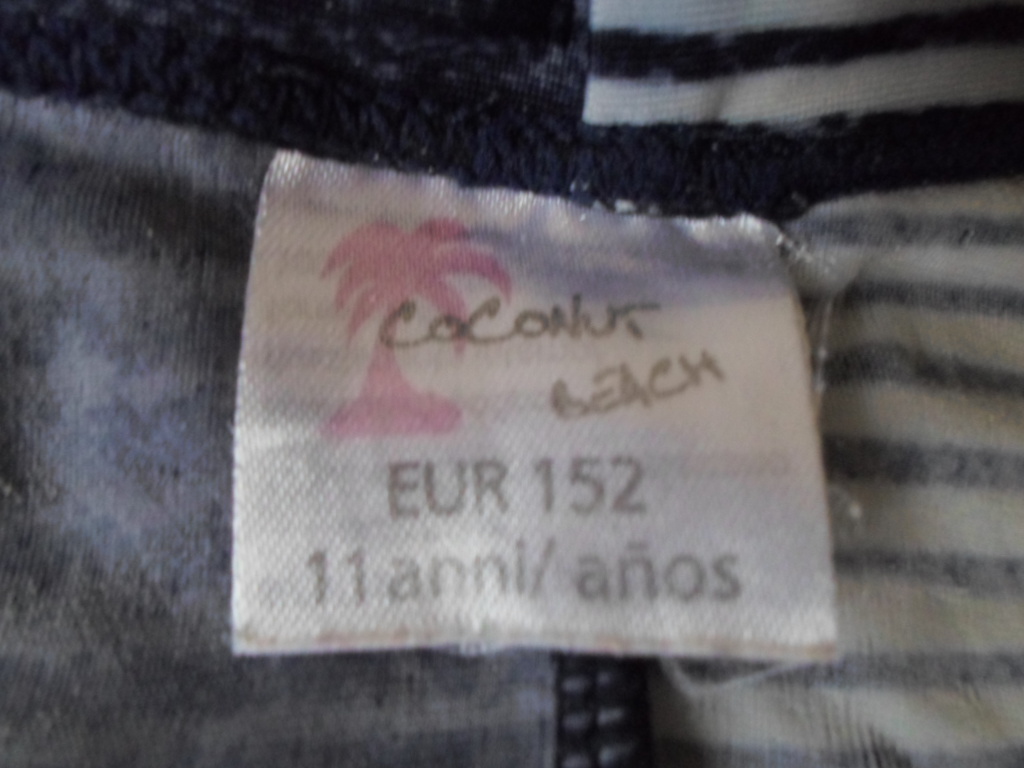 COCONUT
BEACH
EUR 152
11 anni/ años